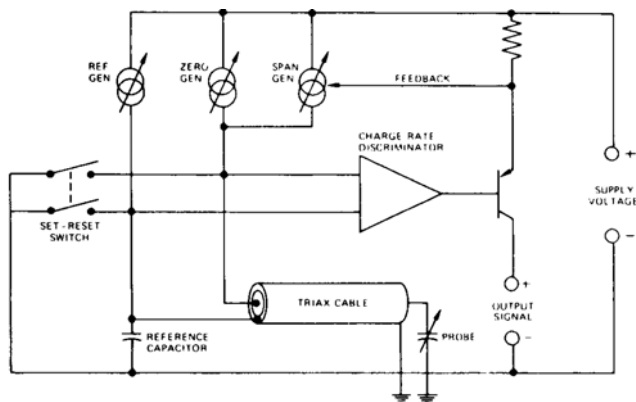 REF
GEN
ZERO
GEN
SPAN
GEN
FEEDBACK
CHARGE RATE
DISCRIMINATOR
+
SUPPLY
VOLTAGE
−
SET-RESET
SWITCH
TRIAX CABLE
+
OUTPUT
SIGNAL
−
REFERENCE
CAPACITOR
PROBE